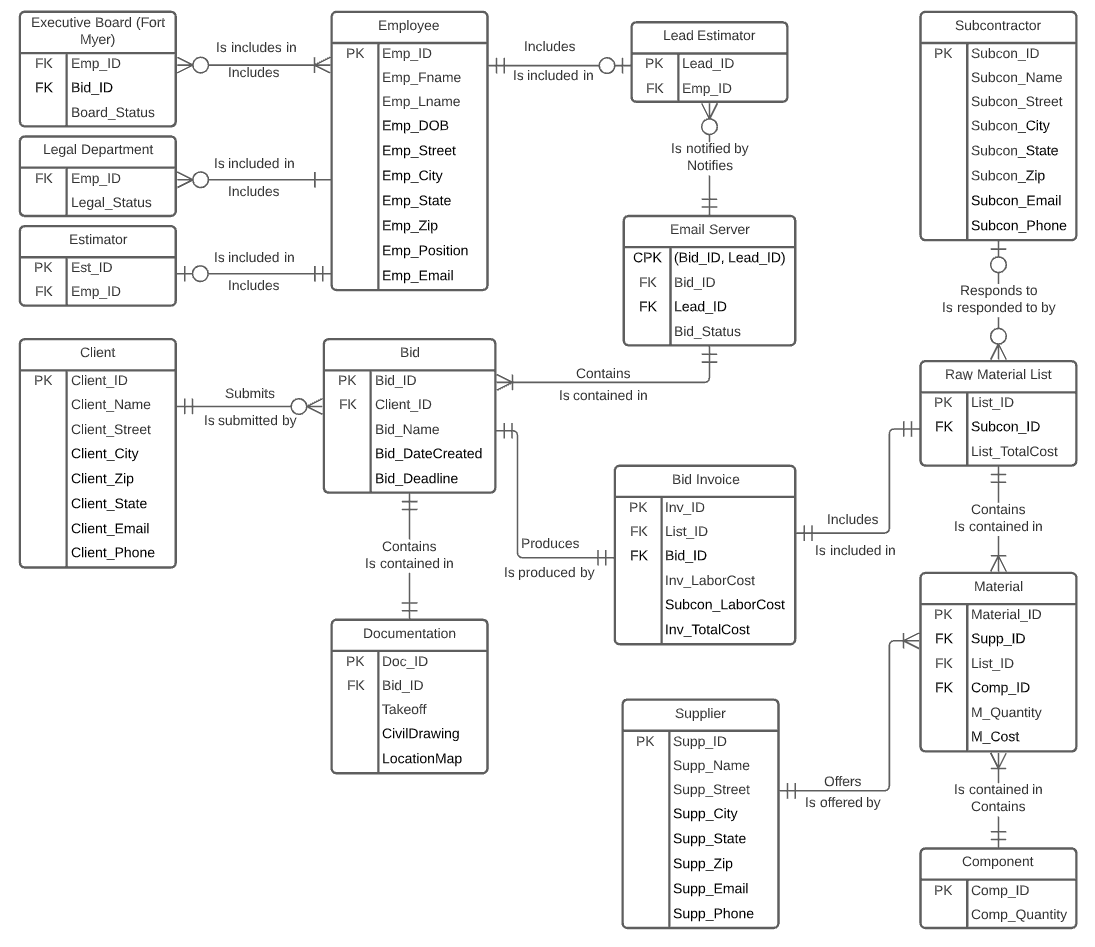 Executive Board (Fort
Myer)
FK Emp_ID
FK Bid_ID
Board_Status
Is includes in
Includes
Legal Department
FK Emp_ID
Legal_Status
Is included in
Includes
Estimator
PK Est_ID
FK Emp_ID
Is included in
Includes
Employee
PK Emp_ID
Emp_Fname
Emp_Lname
Emp_DOB
Emp_Street
Emp_City
Emp_State
Emp_Zip
Emp_Position
Emp_Email
Includes
Is included in
Lead Estimator
PK Lead_ID
FK Emp_ID
Is notified by
Notifies
Email Server
CPK (Bid_ID, Lead_ID)
FK Bid_ID
FK Lead_ID
Bid_Status
Contains
Is contained in
Subcontractor
PK Subcon_ID
Subcon_Name
Subcon_Street
Subcon_City
Subcon_State
Subcon_Zip
Subcon_Email
Subcon_Phone
Responds to
Is responded to by
Client
PK Client_ID
Client_Name
Client_Street
Client_City
Client_Zip
Client_State
Client_Email
Client_Phone
Submits
Is submitted by
Bid
PK Bid_ID
FK Client_ID
Bid_Name
Bid_DateCreated
Bid_Deadline
Contains
Is contained in
Produces
Is produced by
Documentation
PK Doc_ID
FK Bid_ID
Takeoff
CivilDrawing
LocationMap
Bid Invoice
PK Inv_ID
FK List_ID
FK Bid_ID
Inv_LaborCost
Subcon_LaborCost
Inv_TotalCost
Includes
Is included in
Raw Material List
PK List_ID
FK Subcon_ID
List_TotalCost
Contains
Is contained in
Material
PK Material_ID
FK Supp_ID
FK List_ID
FK Comp_ID
M_Quantity
M_Cost
Supplier
PK Supp_ID
Supp_Name
Supp_Street
Supp_City
Supp_State
Supp_Zip
Supp_Email
Supp_Phone
Offers
Is offered by
Is contained in
Contains
Component
PK Comp_ID
Comp_Quantity